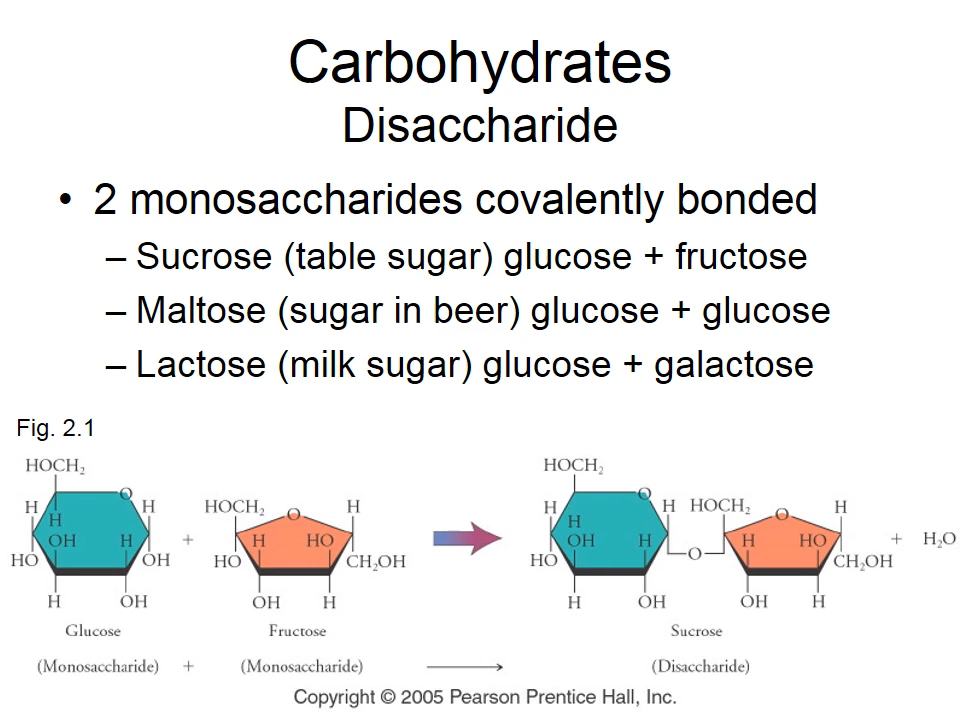 Carbohydrates
Disaccharide
• 2 monosaccharides covalently bonded
– Sucrose (table sugar) glucose + fructose
– Maltose (sugar in beer) glucose + glucose
– Lactose (milk sugar) glucose + galactose
Fig. 2.1
HOCH₂ HOCH₂
H O H HOCH₂ O H H O H HOCH₂ O H
H H
OH H + H HO OH H H HO + H₂O
HO OH HO CH₂OH HO O CH₂OH
H OH OH H H OH OH H
Glucose Fructose Sucrose
(Monosaccharide) + (Monosaccharide) (Disaccharide)
Copyright © 2005 Pearson Prentice Hall, Inc.